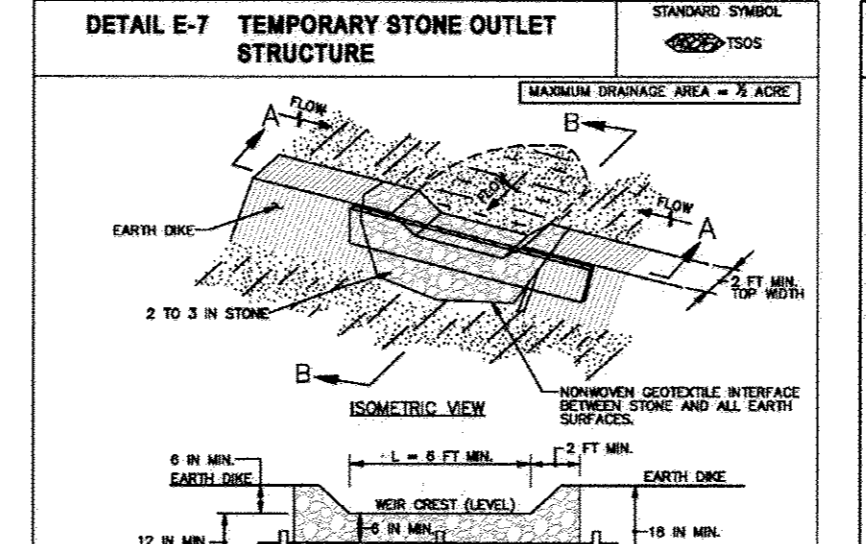 DETAIL E-7 TEMPORARY STONE OUTLET
STRUCTURE
STANDARD SYMBOL
TSOS
MAXIMUM DRAINAGE AREA = ½ ACRE
A
FLOW
B
FLOW
FLOW
A
EARTH DIKE
2 FT MIN.
TOP WIDTH
2 TO 3 IN STONE
B
ISOMETRIC VIEW
NONWOVEN GEOTEXTILE INTERFACE
BETWEEN STONE AND ALL EARTH
SURFACES.
6 IN MIN.
L = 6 FT MIN.
2 FT MIN.
EARTH DIKE
EARTH DIKE
WEIR CREST (LEVEL)
6 IN MIN.
12 IN MIN
18 IN MIN.